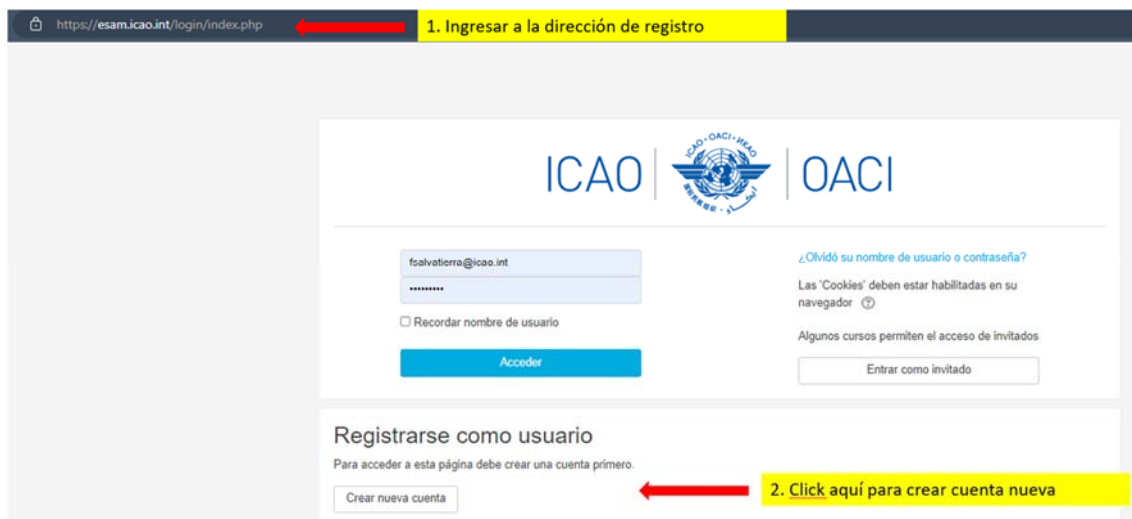 https://esam.icao.int/login/index.php
1. Ingresar a la dirección de registro
ICAO
OACI
ICAO · OACI · ИКАО
fsalvatierra@icao.int
•••••••••
Recordar nombre de usuario
Acceder
¿Olvidó su nombre de usuario o contraseña?
Las 'Cookies' deben estar habilitadas en su
navegador
Algunos cursos permiten el acceso de invitados
Entrar como invitado
Registrarse como usuario
Para acceder a esta página debe crear una cuenta primero.
Crear nueva cuenta
2. Click aquí para crear cuenta nueva